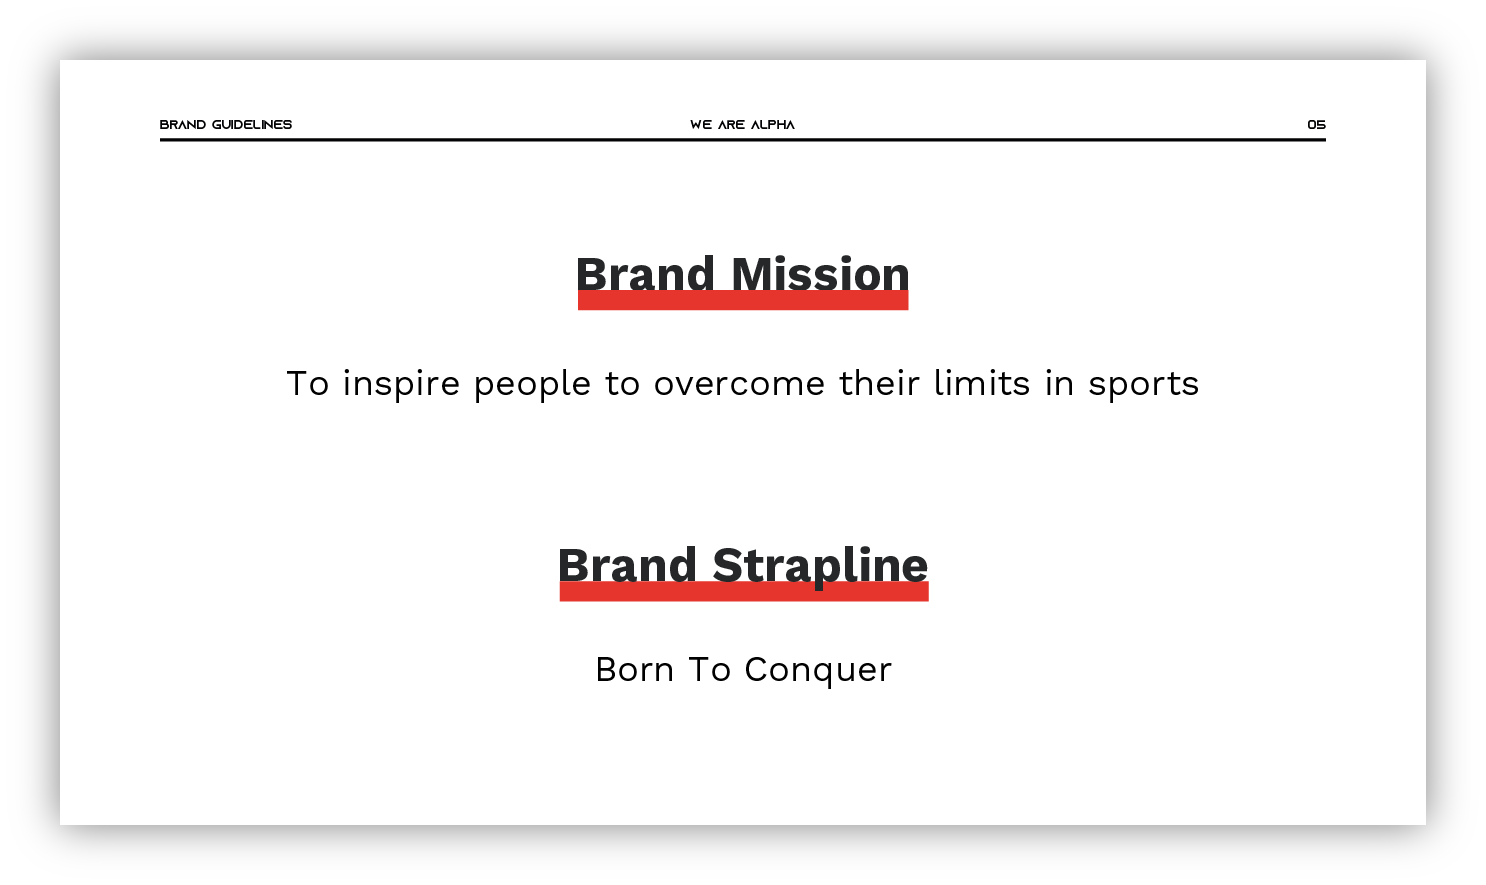 BRAND GUIDELINES WE ARE ALPHA 05
Brand Mission
To inspire people to overcome their limits in sports
Brand Strapline
Born To Conquer